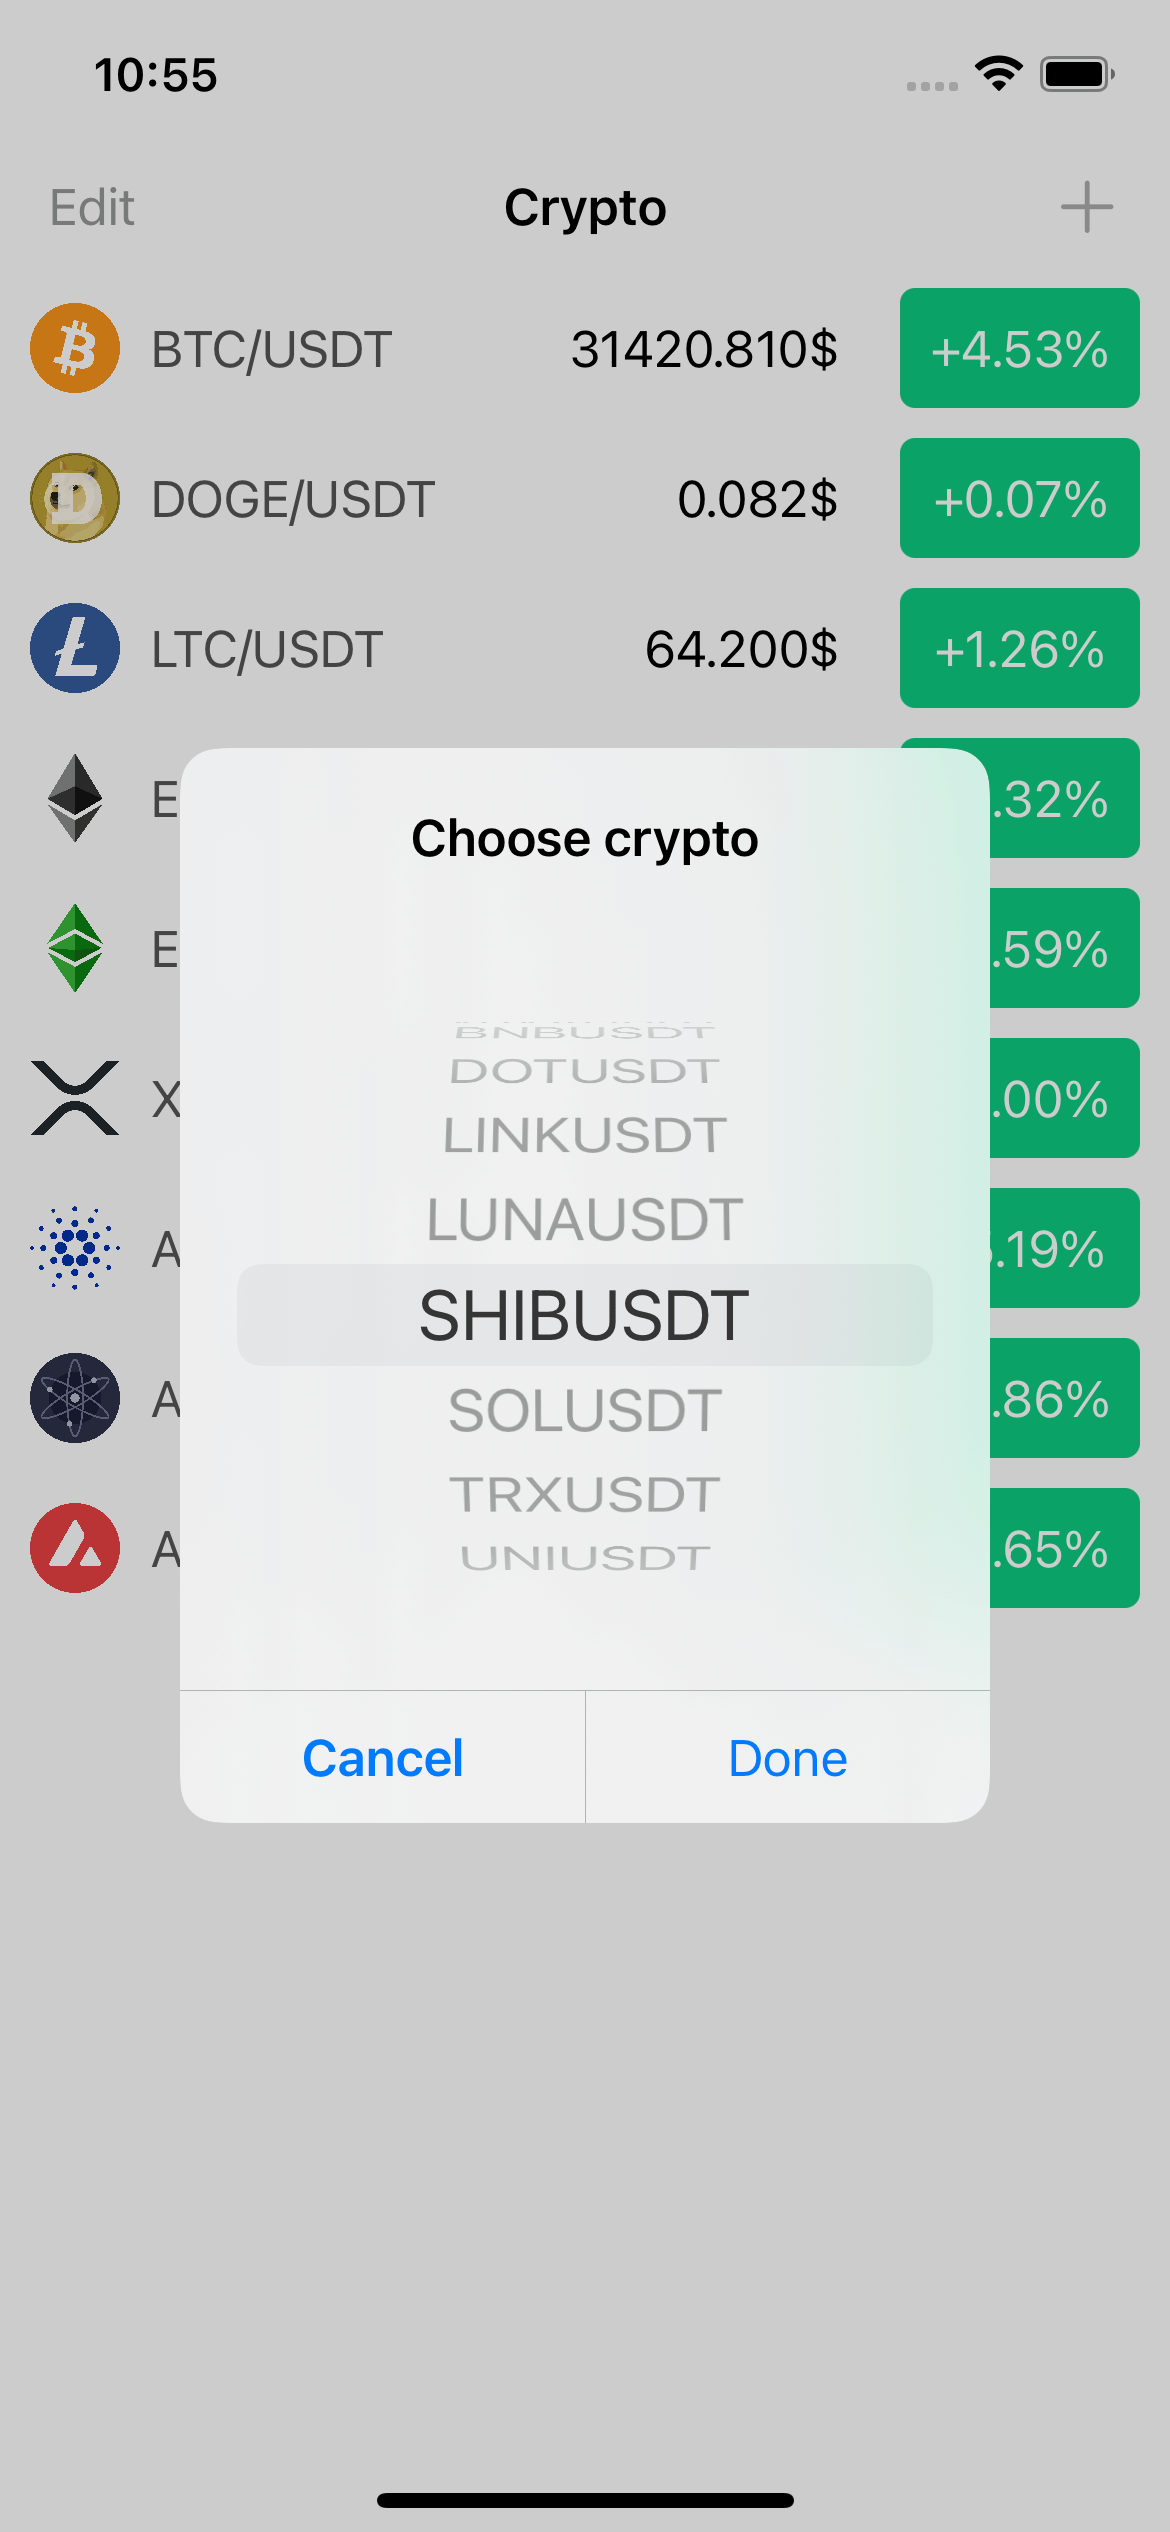 10:55
Edit Crypto
BTC/USDT 31420.810$ +4.53%
DOGE/USDT 0.082$ +0.07%
LTC/USDT 64.200$ +1.26%
E .32%
E .59%
X .00%
A .19%
A .86%
A .65%
Choose crypto
BNBUSDT
DOTUSDT
LINKUSDT
LUNAUSDT
SHIBUSDT
SOLUSDT
TRXUSDT
UNIUSDT
Cancel Done